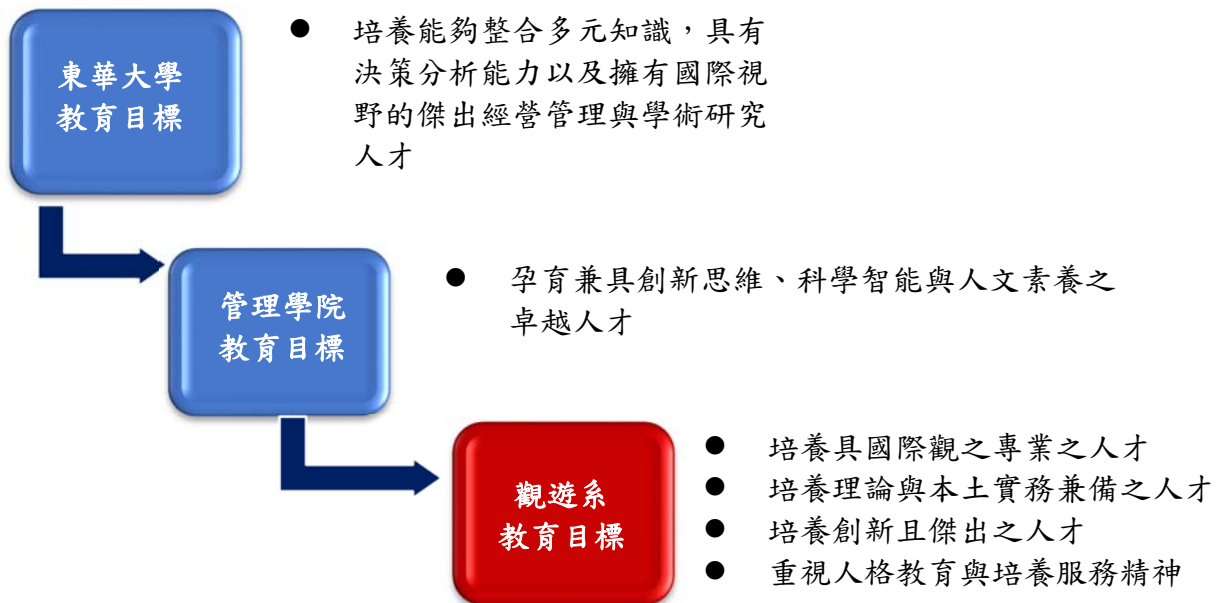 東華大學
教育目標
● 培養能夠整合多元知識，具有
決策分析能力以及擁有國際視
野的傑出經營管理與學術研究
人才
管理學院
教育目標
● 孕育兼具創新思維、科學智能與人文素養之
卓越人才
觀遊系
教育目標
● 培養具國際觀之專業之人才
● 培養理論與本土實務兼備之人才
● 培養創新且傑出之人才
● 重視人格教育與培養服務精神